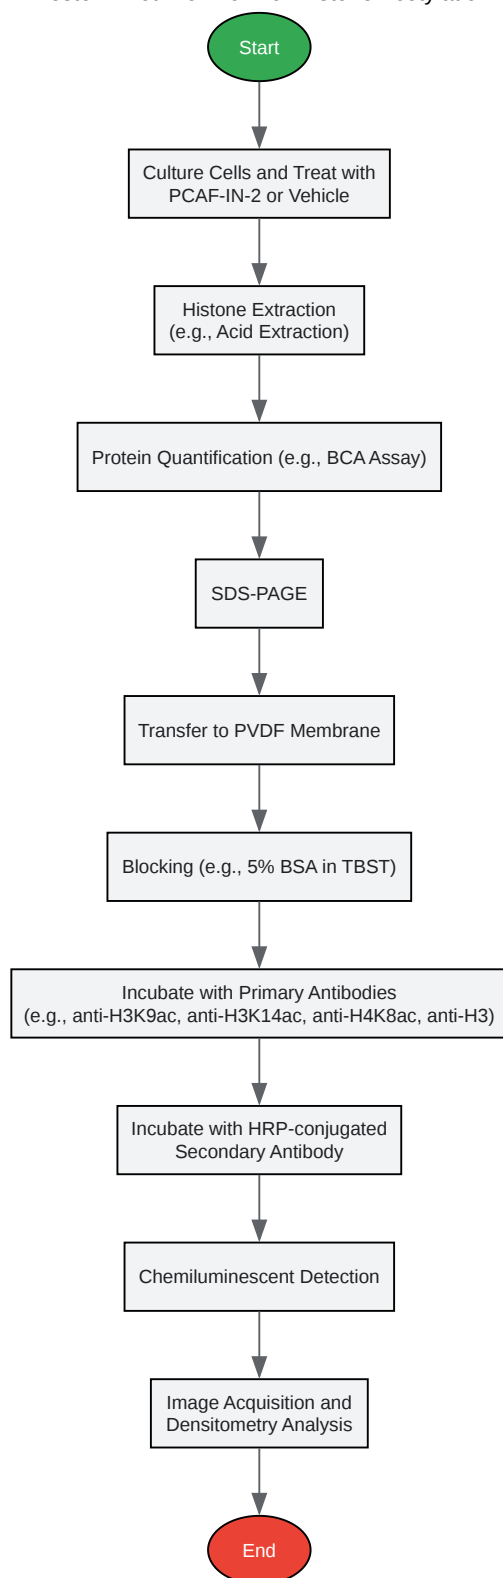 Start
Culture Cells and Treat with
PCAF-IN-2 or Vehicle
Histone Extraction
(e.g., Acid Extraction)
Protein Quantification (e.g., BCA Assay)
SDS-PAGE
Transfer to PVDF Membrane
Blocking (e.g., 5% BSA in TBST)
Incubate with Primary Antibodies
(e.g., anti-H3K9ac, anti-H3K14ac, anti-H4K8ac, anti-H3)
Incubate with HRP-conjugated
Secondary Antibody
Chemiluminescent Detection
Image Acquisition and
Densitometry Analysis
End